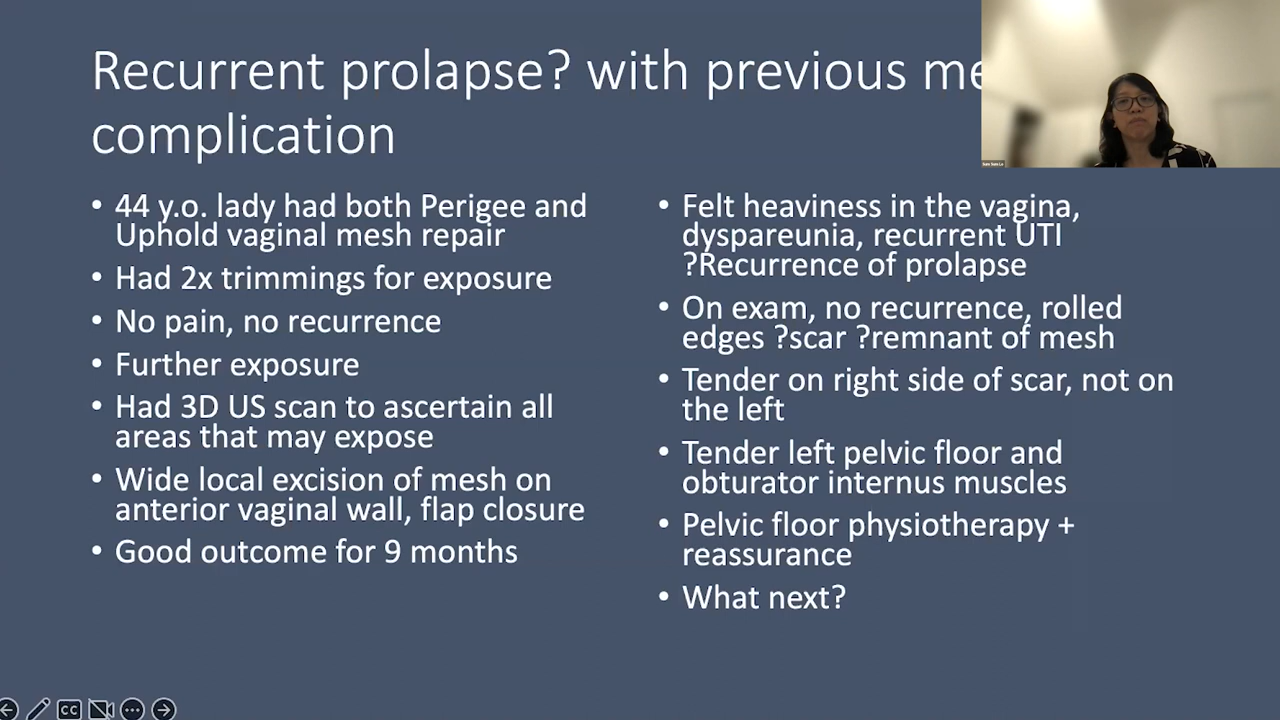 Recurrent prolapse? with previous me
complication
• 44 y.o. lady had both Perigee and
Uphold vaginal mesh repair
• Had 2x trimmings for exposure
• No pain, no recurrence
• Further exposure
• Had 3D US scan to ascertain all
areas that may expose
• Wide local excision of mesh on
anterior vaginal wall, flap closure
• Good outcome for 9 months
• Felt heaviness in the vagina,
dyspareunia, recurrent UTI
?Recurrence of prolapse
• On exam, no recurrence, rolled
edges ?scar ?remnant of mesh
• Tender on right side of scar, not on
the left
• Tender left pelvic floor and
obturator internus muscles
• Pelvic floor physiotherapy +
reassurance
• What next?
CC